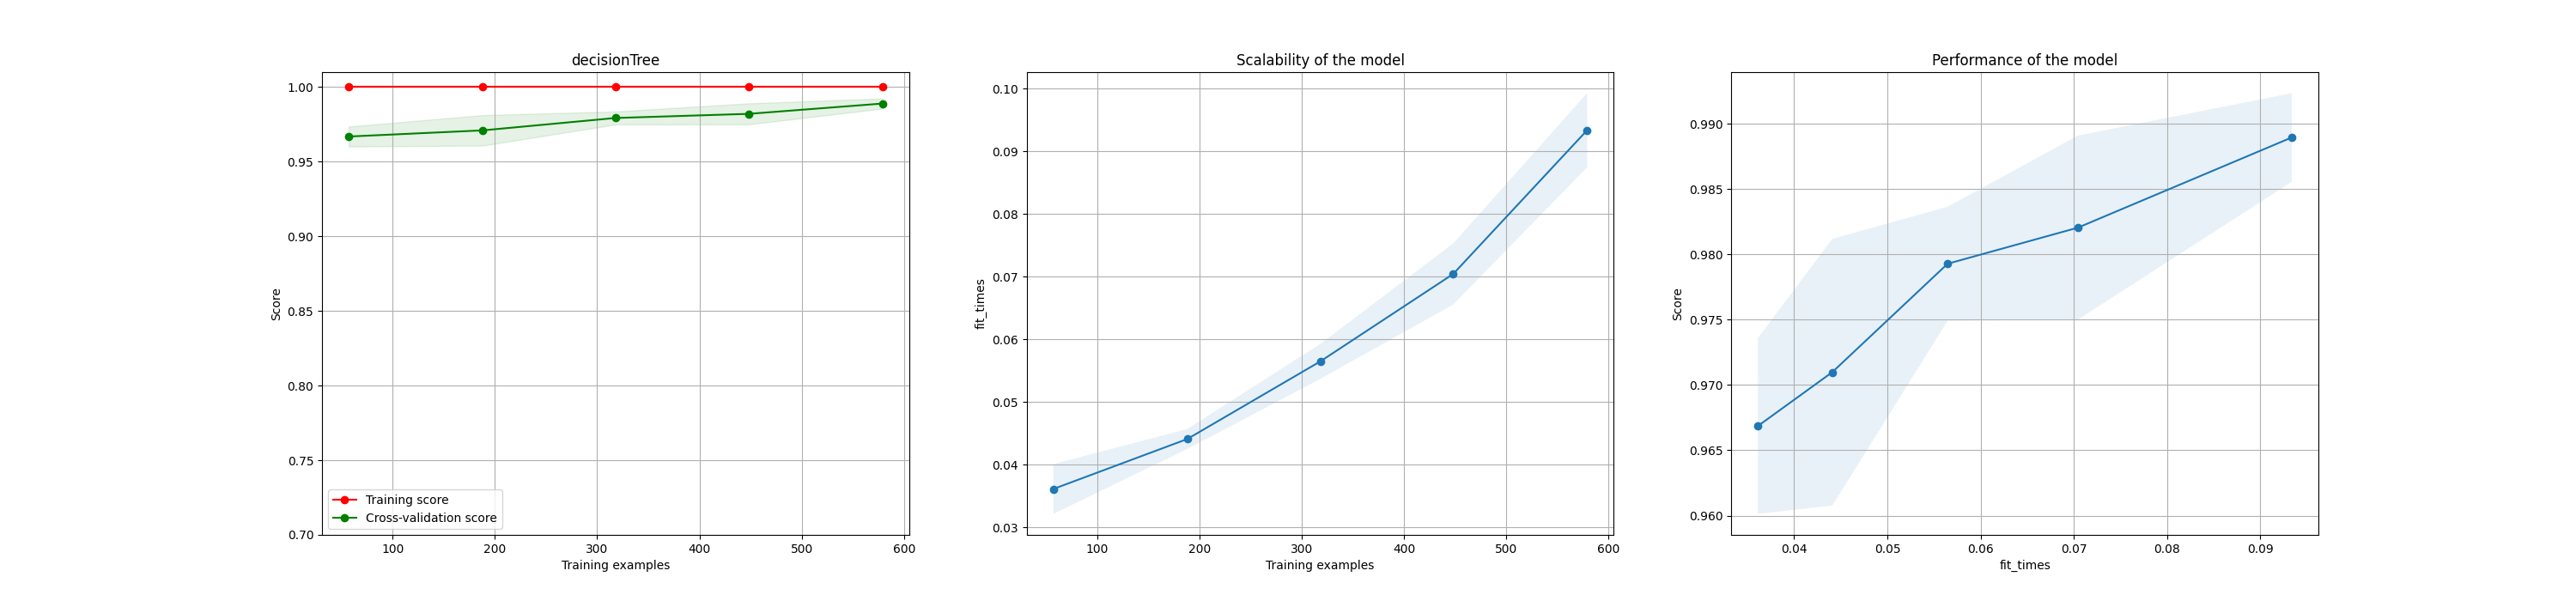 decisionTree
1.00
0.95
0.90
0.85
0.80
0.75
0.70
Score
Training score
Cross-validation score
100 200 300 400 500 600
Training examples
Scalability of the model
0.10
0.09
0.08
0.07
0.06
0.05
0.04
0.03
fit_times
100 200 300 400 500 600
Training examples
Performance of the model
0.990
0.985
0.980
0.975
0.970
0.965
0.960
Score
0.04 0.05 0.06 0.07 0.08 0.09
fit_times